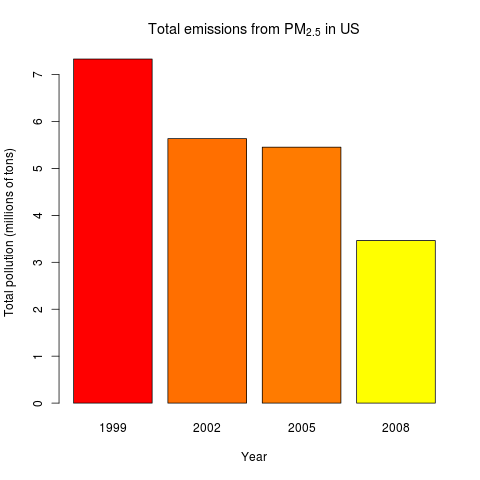 Total emissions from PM2.5 in US
Total pollution (millions of tons)
7
6
5
4
3
2
1
0
1999 2002 2005 2008
Year